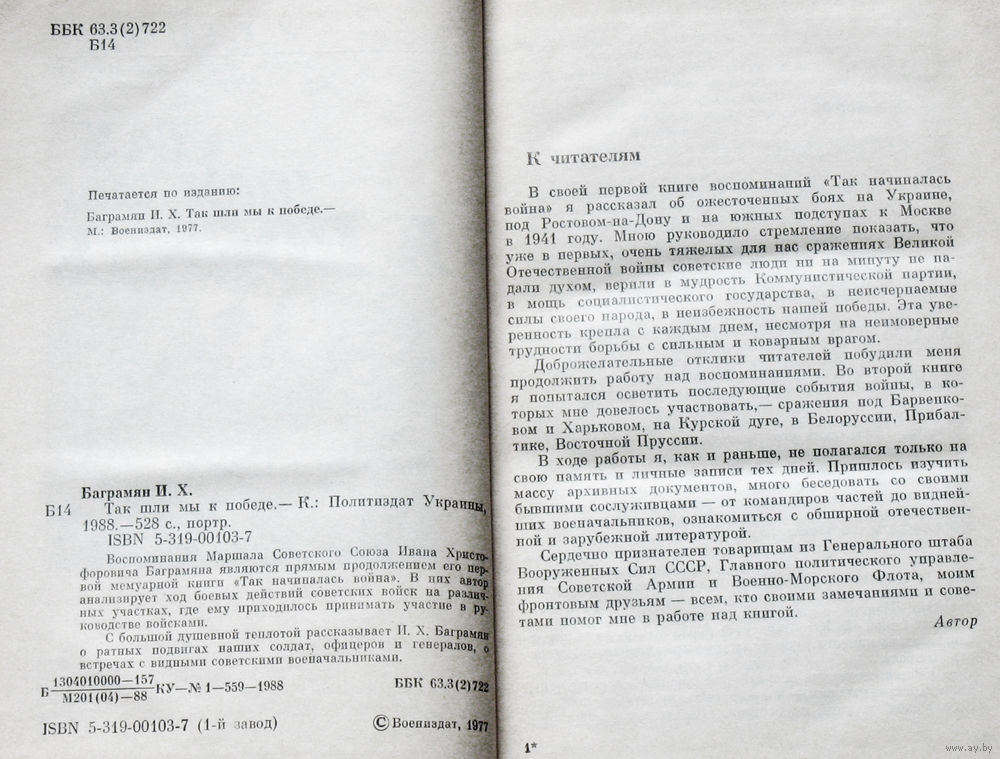 ББК 63.3(2)722
Б14
Печатается по изданию:
Баграмян И. Х. Так шли мы к победе.—
М.: Воениздат, 1977.
Баграмян И. Х.
Б14 Так шли мы к победе.— К.: Политиздат Украины,
1988.—528 с., портр.
ISBN 5-319-00103-7
Воспоминания Маршала Советского Союза Ивана Христо-
форовича Баграмяна являются прямым продолжением его пер-
вой мемуарной книги «Так начиналась война». В них автор
анализирует ход боевых действий советских войск на различ-
ных участках, где ему приходилось принимать участие в ру-
ководстве войсками.
С большой душевной теплотой рассказывает И. Х. Баграмян
о ратных подвигах наших солдат, офицеров и генералов, о
встречах с видными советскими военачальниками.
Б 1304010000—157
М201(04)—88 КУ—№ 1—559—1988 ББК 63.3(2)722
ISBN 5-319-00103-7 (1-й завод) © Воениздат, 1977
К читателям
В своей первой книге воспоминаний «Так начиналась
война» я рассказал об ожесточенных боях на Украине,
под Ростовом-на-Дону и на южных подступах к Москве
в 1941 году. Мною руководило стремление показать, что
уже в первых, очень тяжелых для нас сражениях Великой
Отечественной войны советские люди ни на минуту не па-
дали духом, верили в мудрость Коммунистической партии,
в мощь социалистического государства, в неисчерпаемые
силы своего народа, в неизбежность нашей победы. Эта уве-
ренность крепла с каждым днем, несмотря на неимоверные
трудности борьбы с сильным и коварным врагом.
Доброжелательные отклики читателей побудили меня
продолжить работу над воспоминаниями. Во второй книге
я попытался осветить последующие события войны, в ко-
торых мне довелось участвовать,— сражения под Барвенко-
вом и Харьковом, на Курской дуге, в Белоруссии, Прибал-
тике, Восточной Пруссии.
В ходе работы я, как и раньше, не полагался только на
свою память и личные записи тех дней. Пришлось изучить
массу архивных документов, много беседовать со своими
бывшими сослуживцами — от командиров частей до видней-
ших военачальников, ознакомиться с обширной отечествен-
ной и зарубежной литературой.
Сердечно признателен товарищам из Генерального штаба
Вооруженных Сил СССР, Главного политического управле-
ния Советской Армии и Военно-Морского Флота, моим
фронтовым друзьям — всем, кто своими замечаниями и сове-
тами помог мне в работе над книгой.
Автор
1*
www.ay.by